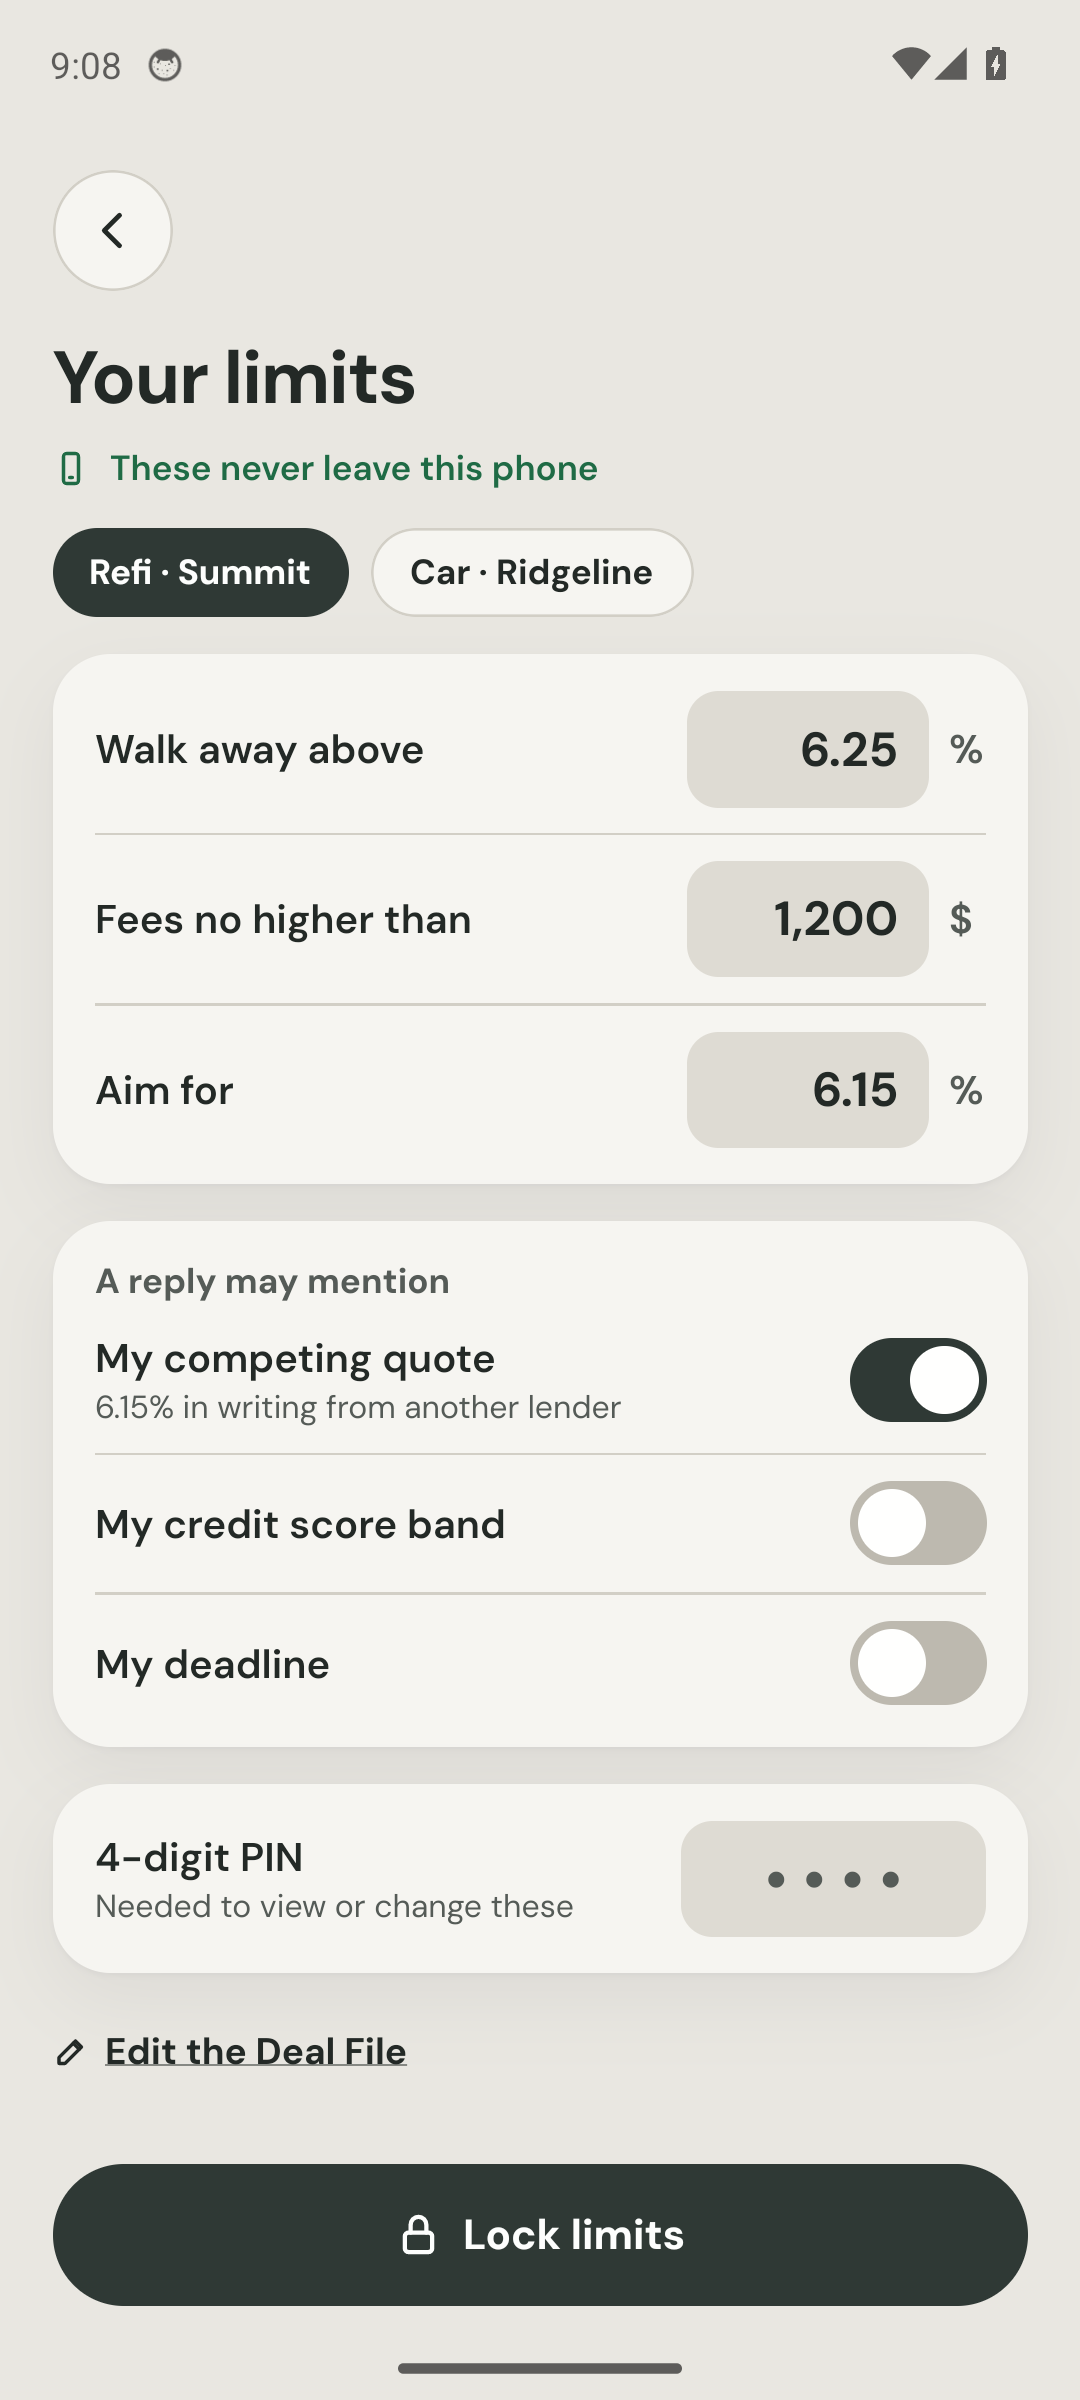 9:08
Your limits
These never leave this phone
Refi · Summit
Car · Ridgeline
Walk away above
6.25 %
Fees no higher than
1,200 $
Aim for
6.15 %
A reply may mention
My competing quote
6.15% in writing from another lender
My credit score band
My deadline
4-digit PIN
Needed to view or change these
Edit the Deal File
Lock limits